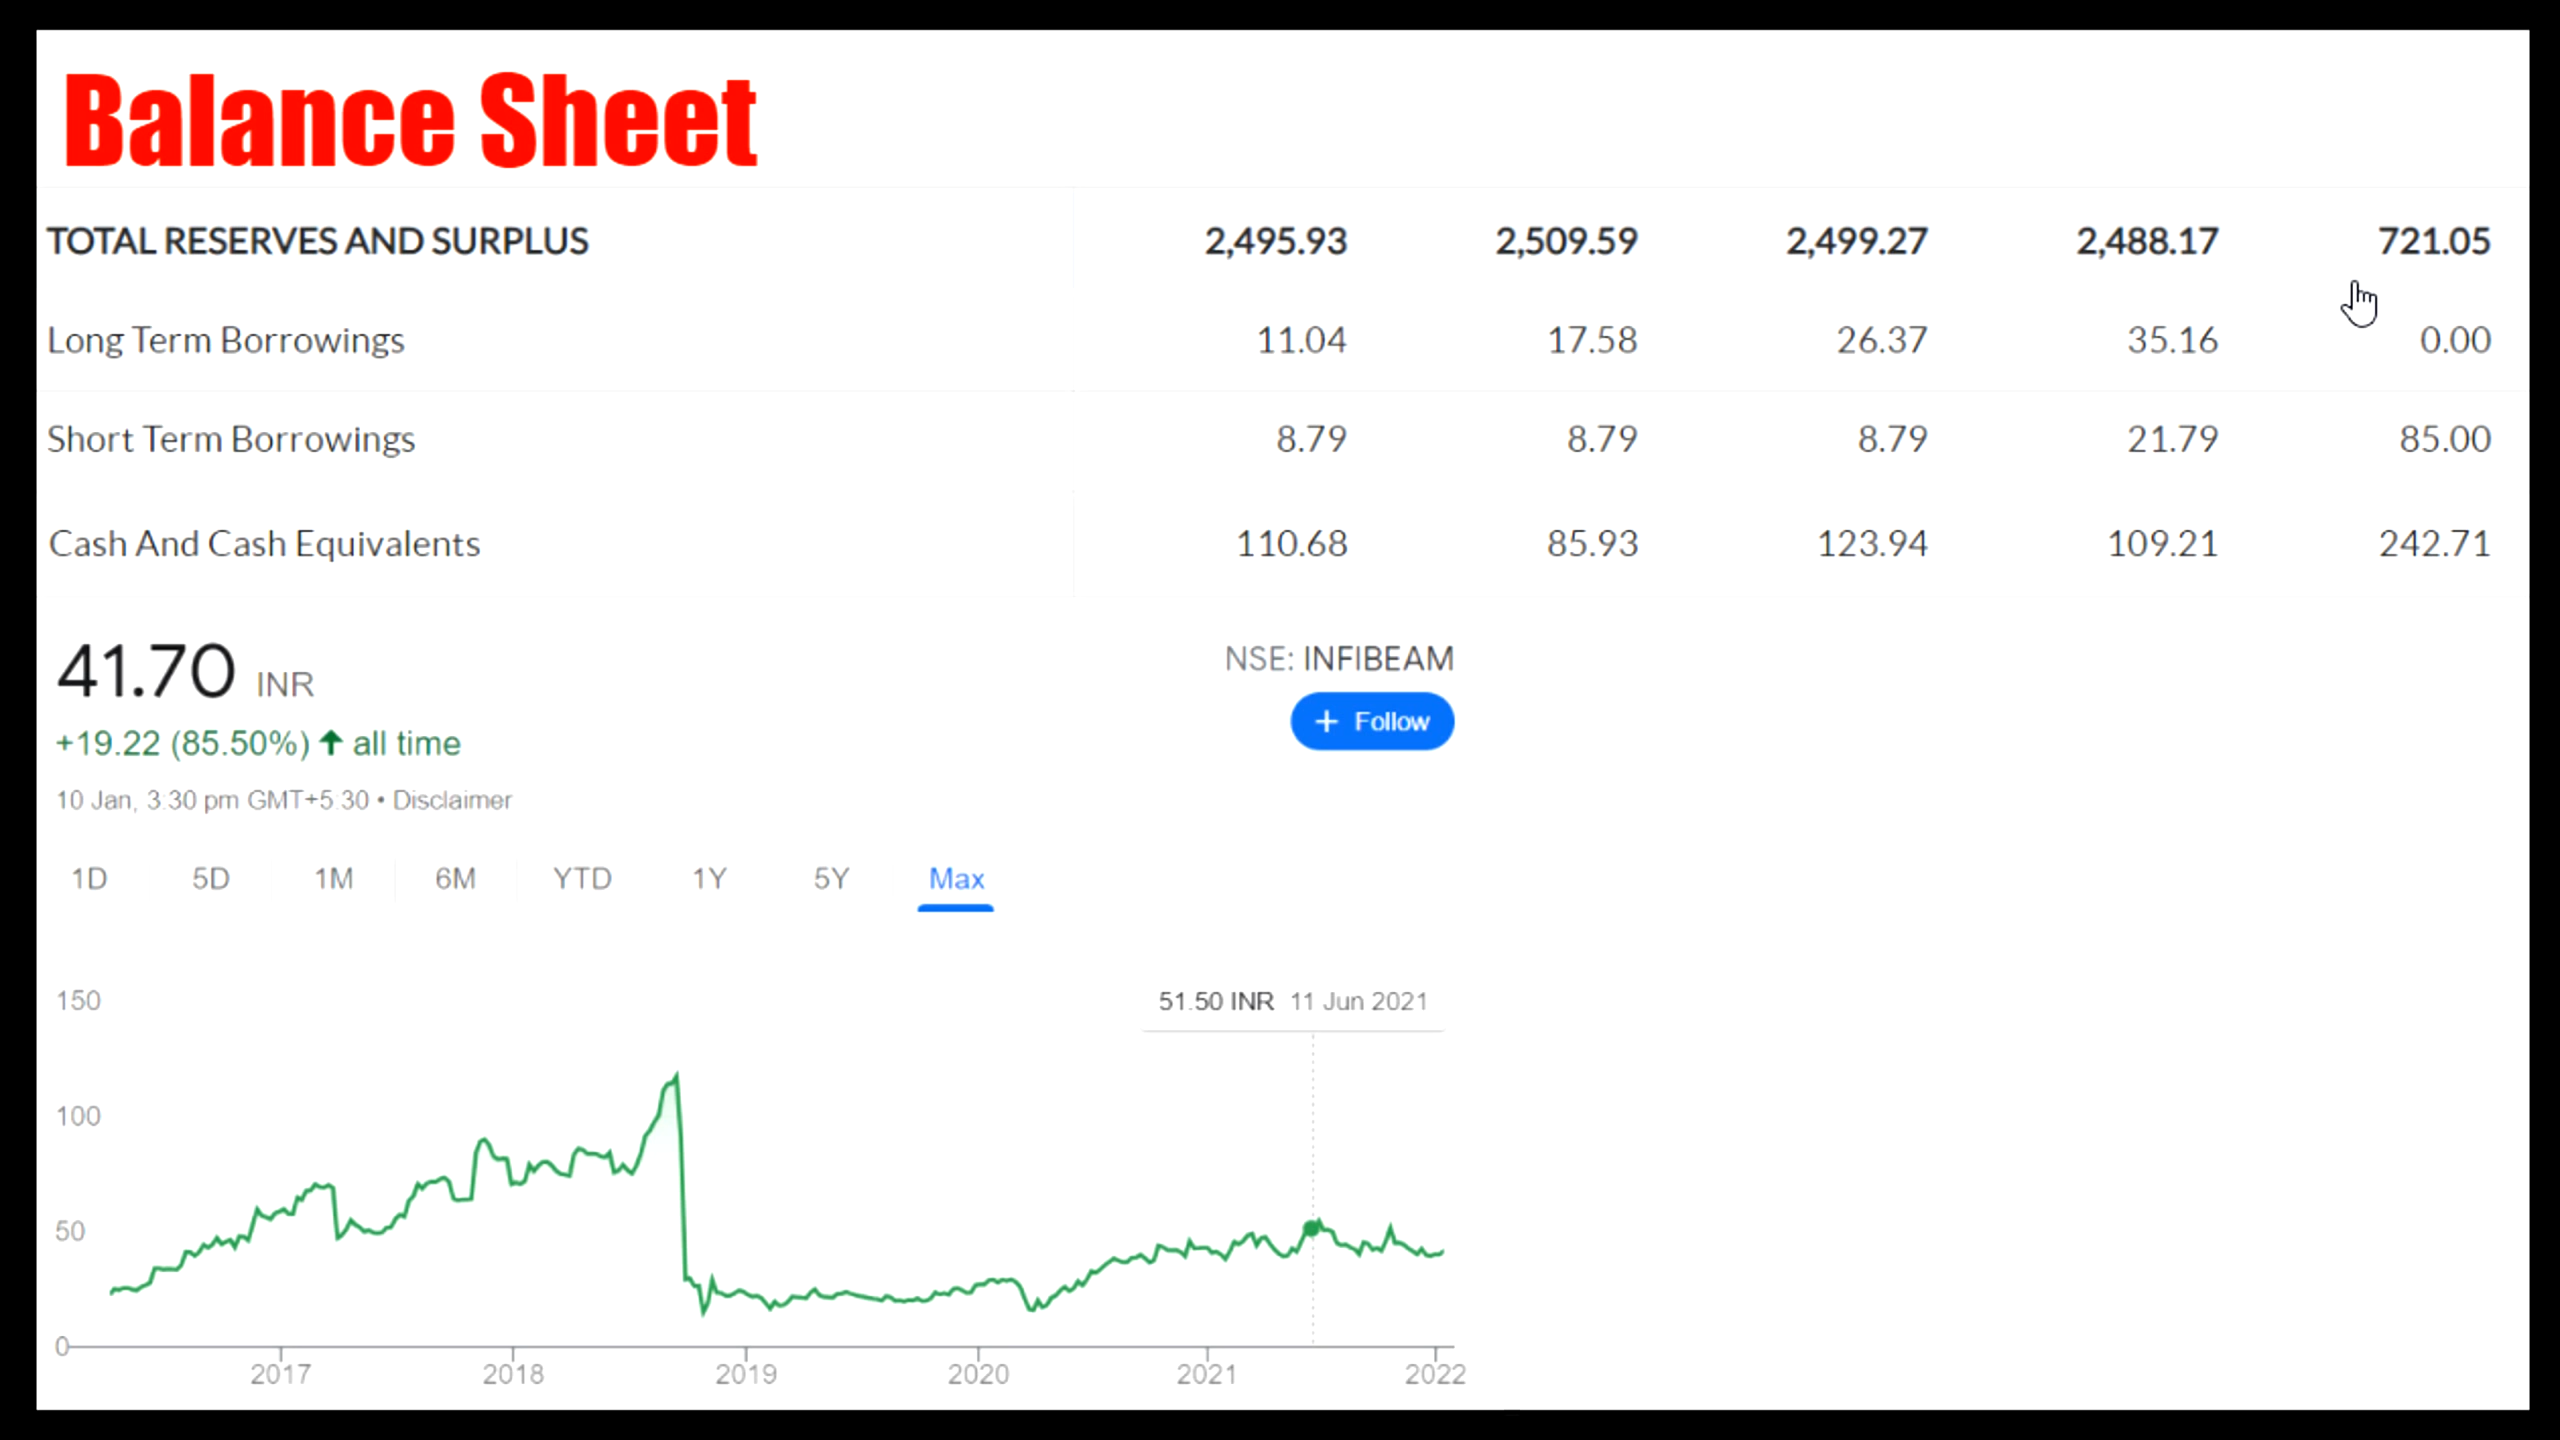 Balance Sheet
TOTAL RESERVES AND SURPLUS 2,495.93 2,509.59 2,499.27 2,488.17 721.05
Long Term Borrowings 11.04 17.58 26.37 35.16 0.00
Short Term Borrowings 8.79 8.79 8.79 21.79 85.00
Cash And Cash Equivalents 110.68 85.93 123.94 109.21 242.71
41.70 INR
NSE: INFIBEAM
+ Follow
+19.22 (85.50%) ↑ all time
10 Jan, 3:30 pm GMT+5:30 • Disclaimer
1D 5D 1M 6M YTD 1Y 5Y Max
51.50 INR 11 Jun 2021
150
100
50
0
2017 2018 2019 2020 2021 2022